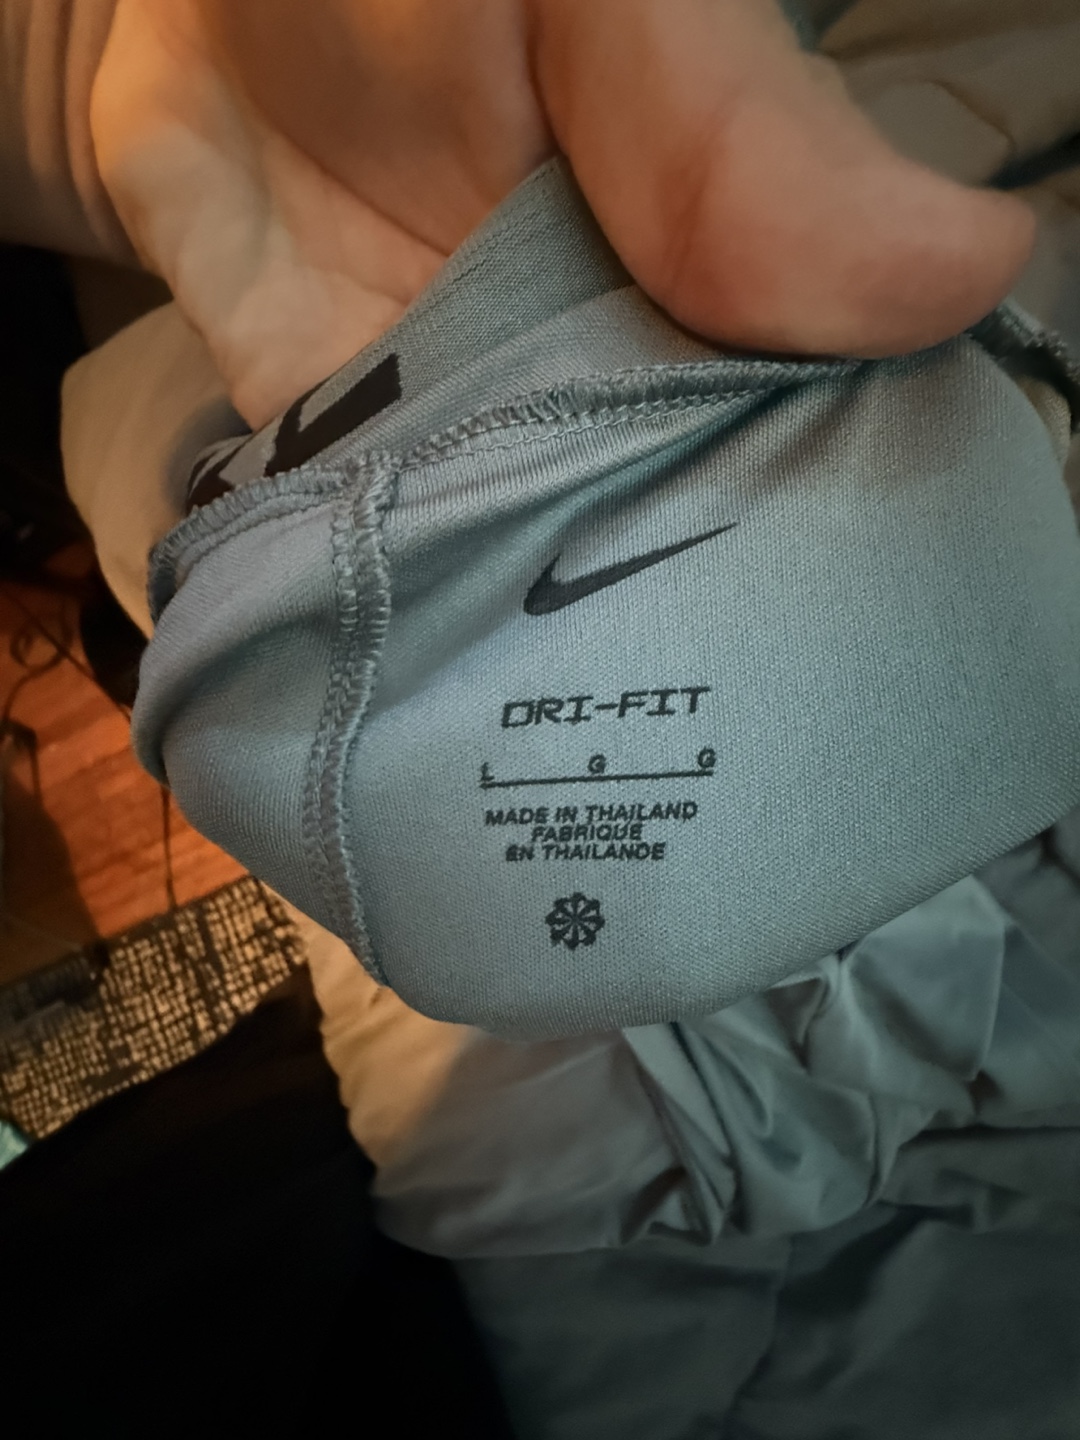 DRI-FIT
L G G
MADE IN THAILAND
FABRIQUE
EN THAILANDE